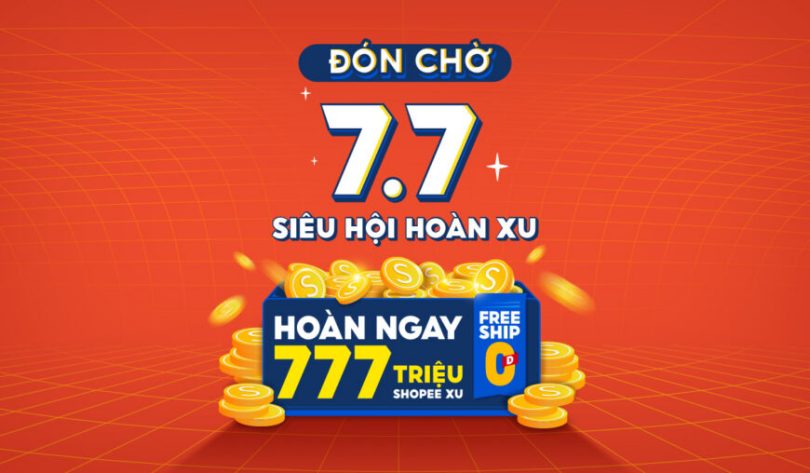 ĐÓN CHỜ
7.7
SIÊU HỘI HOÀN XU
HOÀN NGAY
777 TRIỆU
SHOPEE XU
FREE
SHIP
0Đ